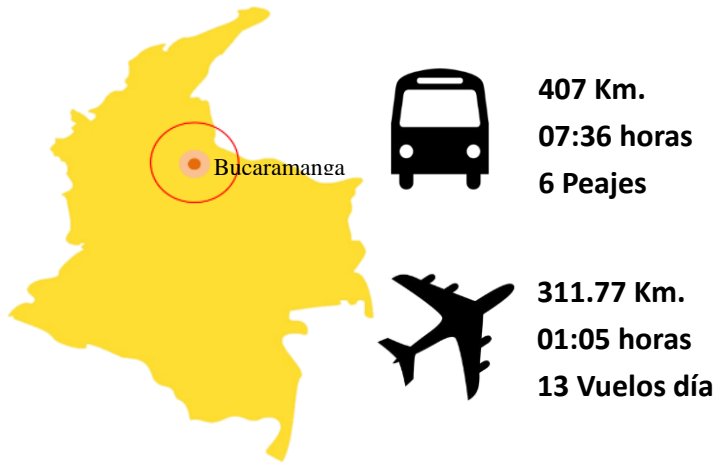 Bucaramanga
407 Km.
07:36 horas
6 Peajes
311.77 Km.
01:05 horas
13 Vuelos día